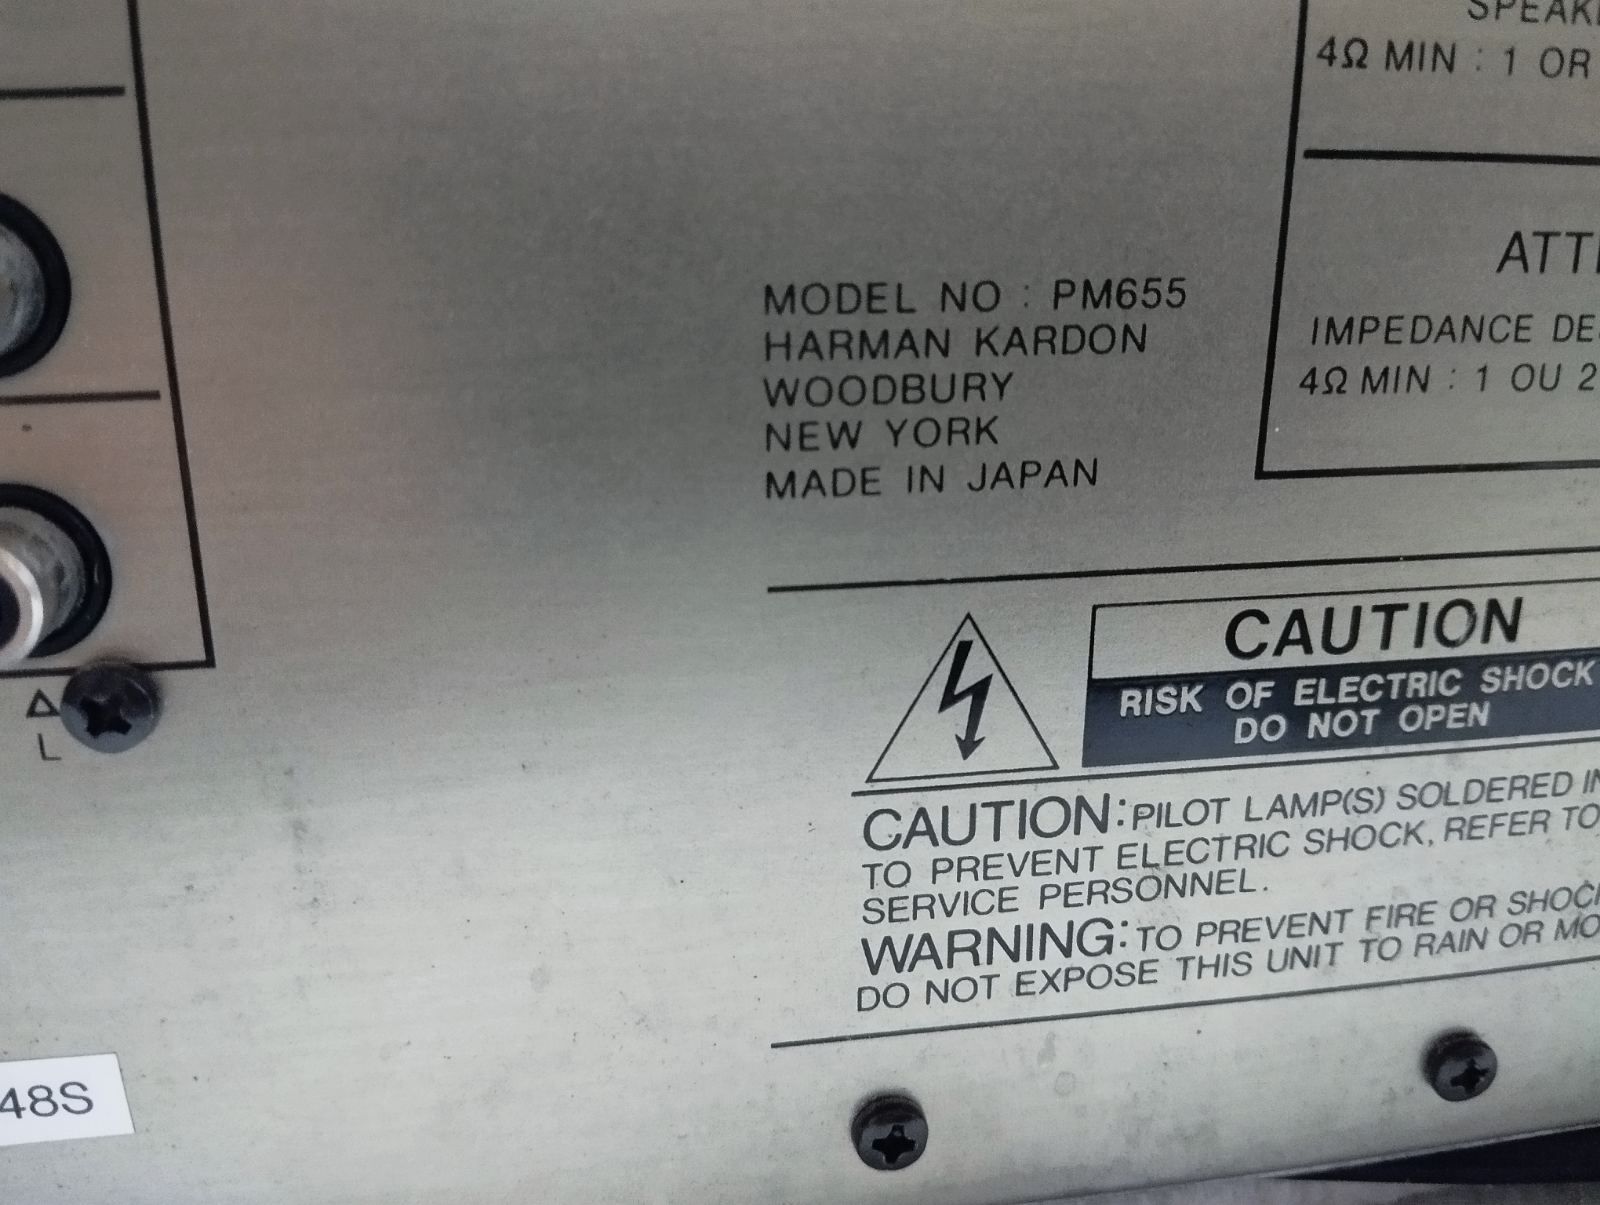 4Ω MIN : 1 OR
MODEL NO : PM655
HARMAN KARDON
WOODBURY
NEW YORK
MADE IN JAPAN
IMPEDANCE
4Ω MIN : 1 OU 2
CAUTION
RISK OF ELECTRIC SHOCK
DO NOT OPEN
CAUTION: PILOT LAMP(S) SOLDERED
TO PREVENT ELECTRIC SHOCK, REFER TO
SERVICE PERSONNEL.
WARNING: TO PREVENT FIRE OR
DO NOT EXPOSE THIS UNIT TO RAIN OR
L
48S